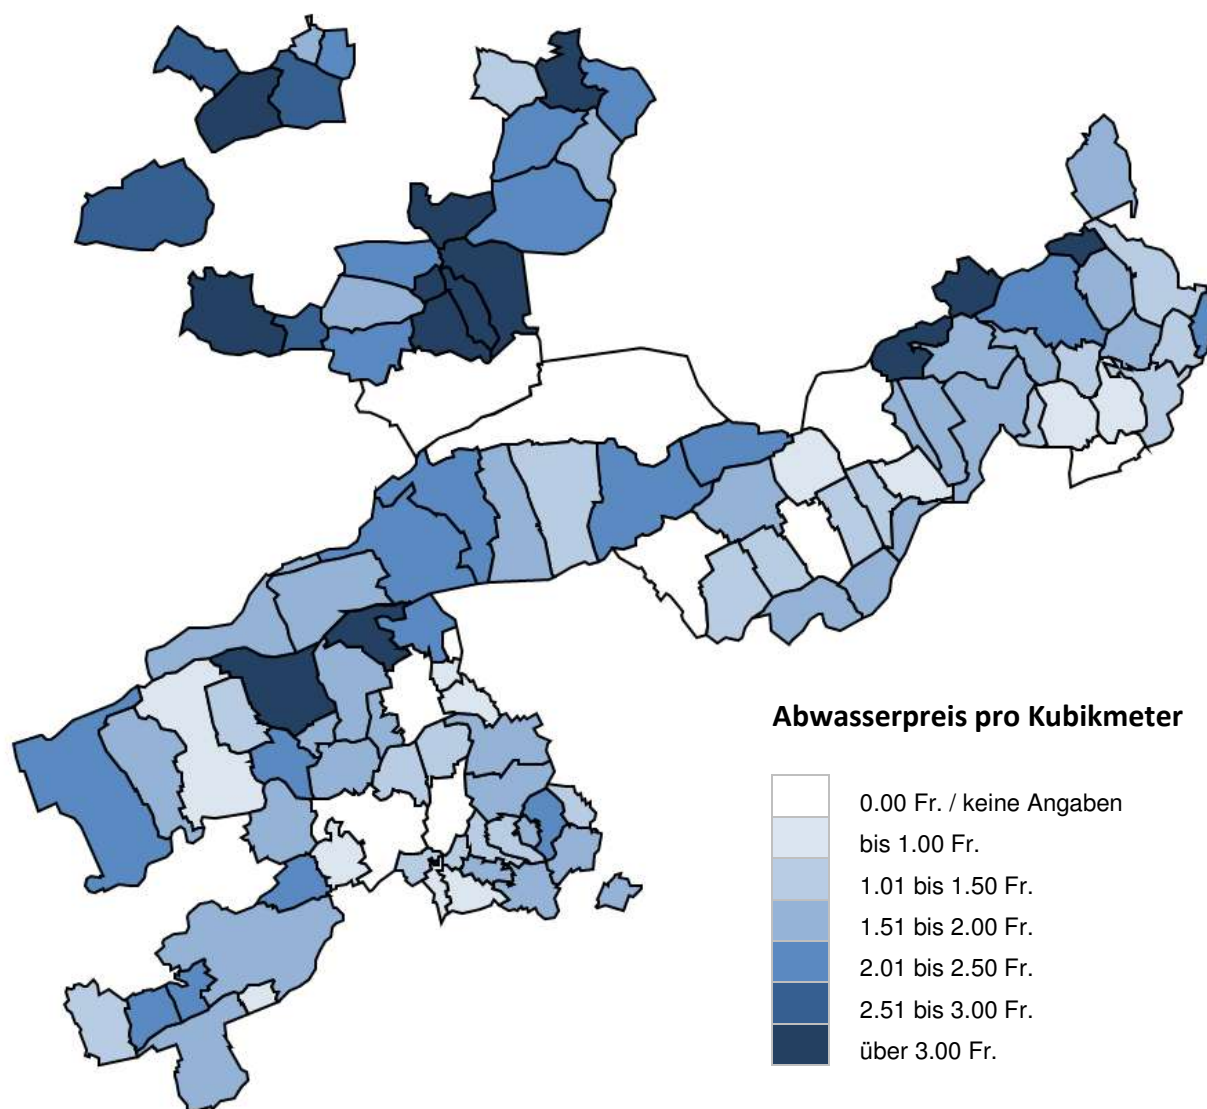 Abwasserpreis pro Kubikmeter
0.00 Fr. / keine Angaben
bis 1.00 Fr.
1.01 bis 1.50 Fr.
1.51 bis 2.00 Fr.
2.01 bis 2.50 Fr.
2.51 bis 3.00 Fr.
über 3.00 Fr.